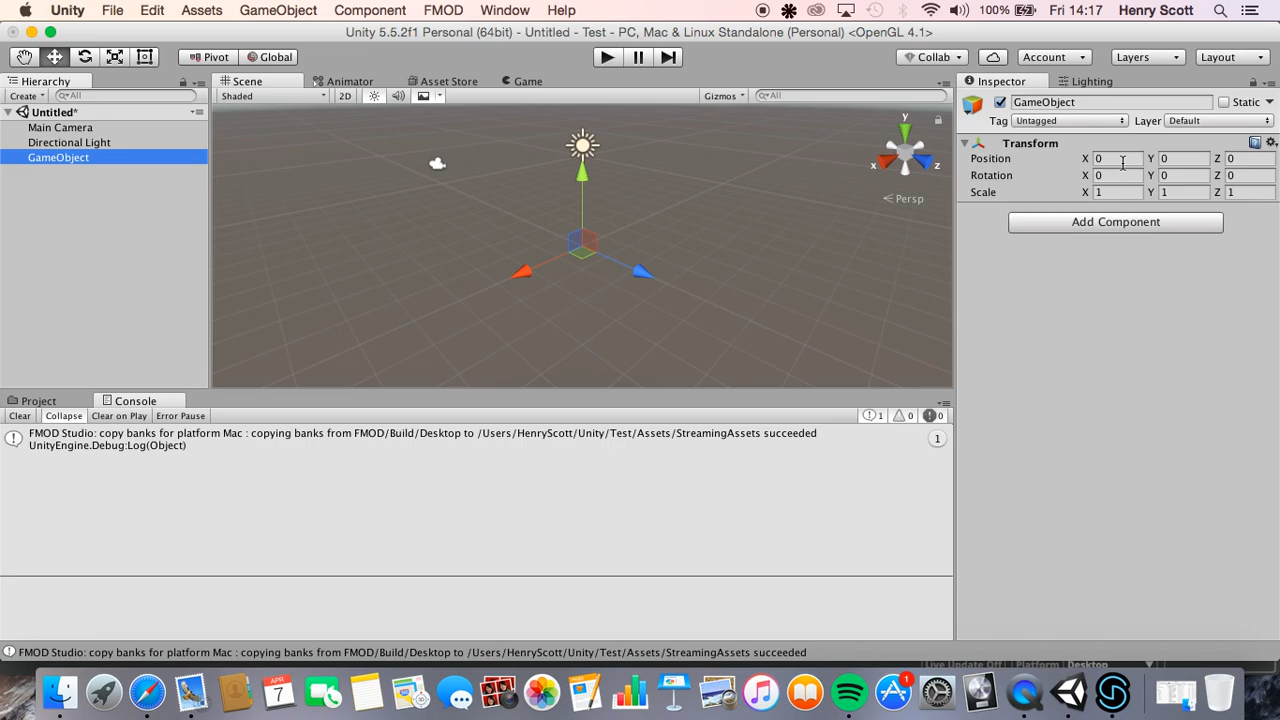 Unity File Edit Assets GameObject Component FMOD Window Help 100% Fri 14:17 Henry Scott
Unity 5.5.2f1 Personal (64bit) - Untitled - Test - PC, Mac & Linux Standalone (Personal) <OpenGL 4.1>
Pivot Global Collab Account Layers Layout
Hierarchy Scene Animator Asset Store Game Inspector Lighting
Create All Shaded 2D Gizmos All
Untitled* GameObject Static
Main Camera Tag Untagged Layer Default
Directional Light Transform
GameObject Position X 0 Y 0 Z 0
Rotation X 0 Y 0 Z 0
Scale X 1 Y 1 Z 1
y
x z
Persp
Add Component
Project Console
Clear Collapse Clear on Play Error Pause 1 0 0
FMOD Studio: copy banks for platform Mac : copying banks from FMOD/Build/Desktop to /Users/HenryScott/Unity/Test/Assets/StreamingAssets succeeded
UnityEngine.Debug:Log(Object) 1
FMOD Studio: copy banks for platform Mac : copying banks from FMOD/Build/Desktop to /Users/HenryScott/Unity/Test/Assets/StreamingAssets succeeded
Live Update Off Platform Desktop
APR
7
1